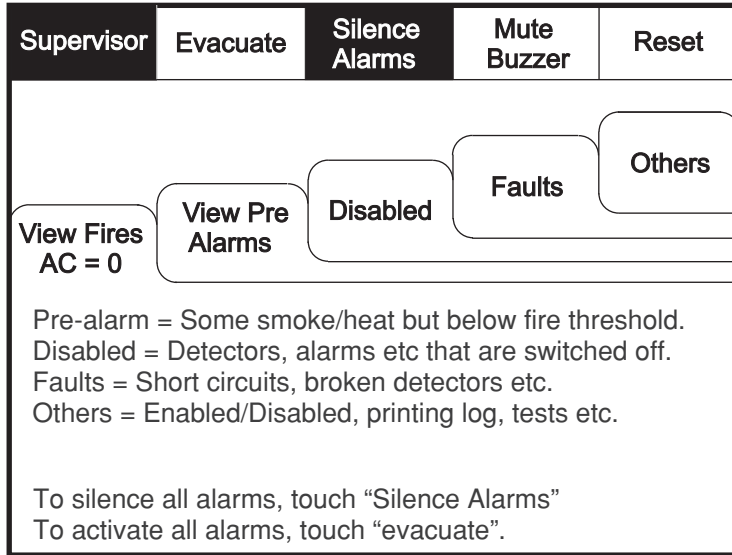 Supervisor
Evacuate
Silence
Alarms
Mute
Buzzer
Reset
View Fires
AC = 0
View Pre
Alarms
Disabled
Faults
Others
Pre-alarm = Some smoke/heat but below fire threshold.
Disabled = Detectors, alarms etc that are switched off.
Faults = Short circuits, broken detectors etc.
Others = Enabled/Disabled, printing log, tests etc.
To silence all alarms, touch “Silence Alarms”
To activate all alarms, touch “evacuate”.